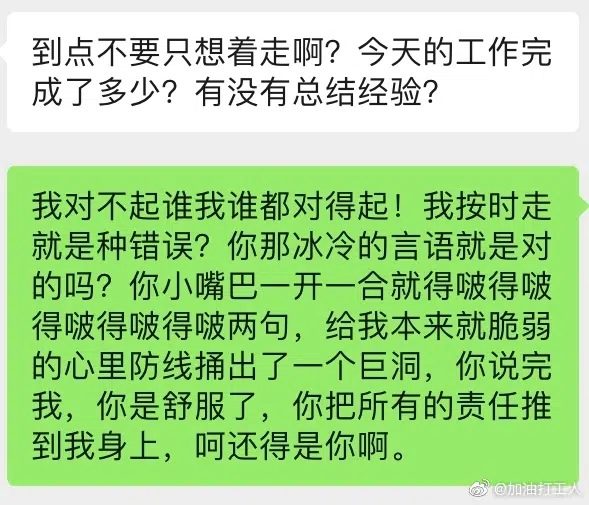 到点不要只想着走啊？今天的工作完
成了多少？有没有总结经验？
我对不起谁我谁都对得起！我按时走
就是种错误？你那冰冷的言语就是对
的吗？你小嘴巴一开一合就得啵得啵
得啵得啵得啵两句，给我本来就脆弱
的心里防线捅出了一个巨洞，你说完
我，你是舒服了，你把所有的责任推
到我身上，呵还得是你啊。
@加油打工人